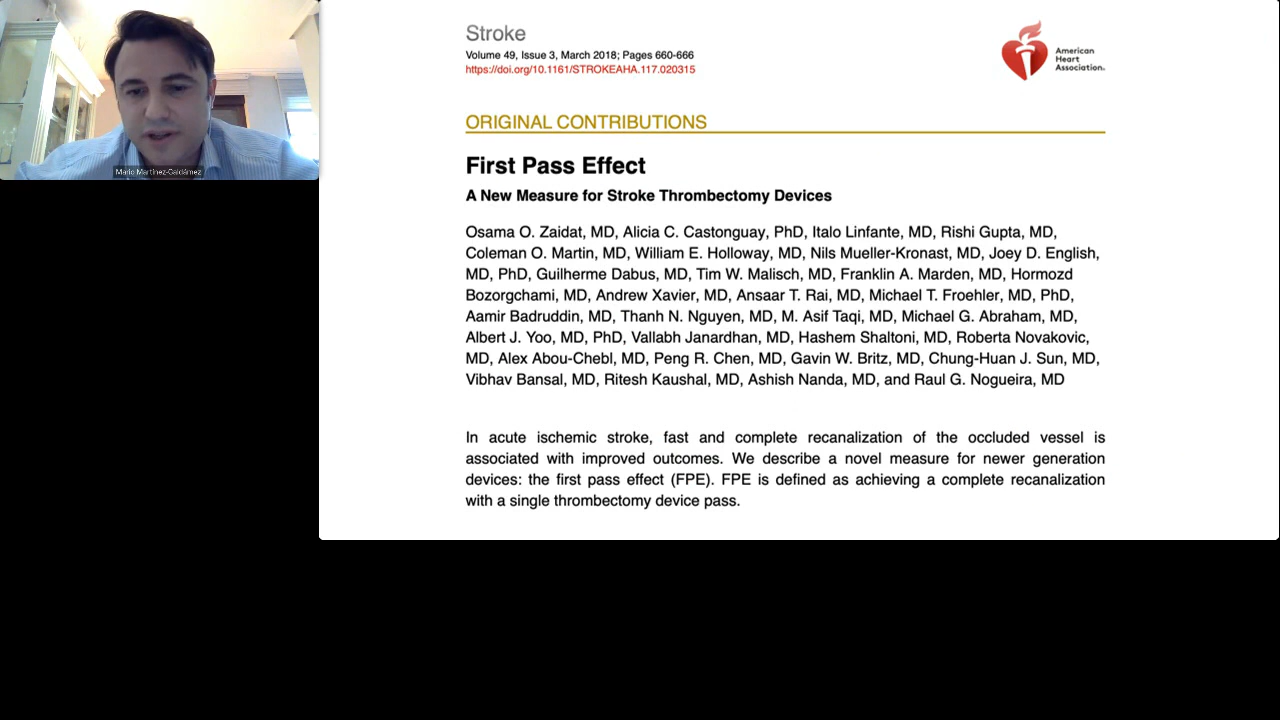 Mario Martínez-Galdámez
Stroke
Volume 49, Issue 3, March 2018; Pages 660-666
https://doi.org/10.1161/STROKEAHA.117.020315
American
Heart
Association.
ORIGINAL CONTRIBUTIONS
First Pass Effect
A New Measure for Stroke Thrombectomy Devices
Osama O. Zaidat, MD, Alicia C. Castonguay, PhD, Italo Linfante, MD, Rishi Gupta, MD,
Coleman O. Martin, MD, William E. Holloway, MD, Nils Mueller-Kronast, MD, Joey D. English,
MD, PhD, Guilherme Dabus, MD, Tim W. Malisch, MD, Franklin A. Marden, MD, Hormozd
Bozorgchami, MD, Andrew Xavier, MD, Ansaar T. Rai, MD, Michael T. Froehler, MD, PhD,
Aamir Badruddin, MD, Thanh N. Nguyen, MD, M. Asif Taqi, MD, Michael G. Abraham, MD,
Albert J. Yoo, MD, PhD, Vallabh Janardhan, MD, Hashem Shaltoni, MD, Roberta Novakovic,
MD, Alex Abou-Chebl, MD, Peng R. Chen, MD, Gavin W. Britz, MD, Chung-Huan J. Sun, MD,
Vibhav Bansal, MD, Ritesh Kaushal, MD, Ashish Nanda, MD, and Raul G. Nogueira, MD
In acute ischemic stroke, fast and complete recanalization of the occluded vessel is
associated with improved outcomes. We describe a novel measure for newer generation
devices: the first pass effect (FPE). FPE is defined as achieving a complete recanalization
with a single thrombectomy device pass.